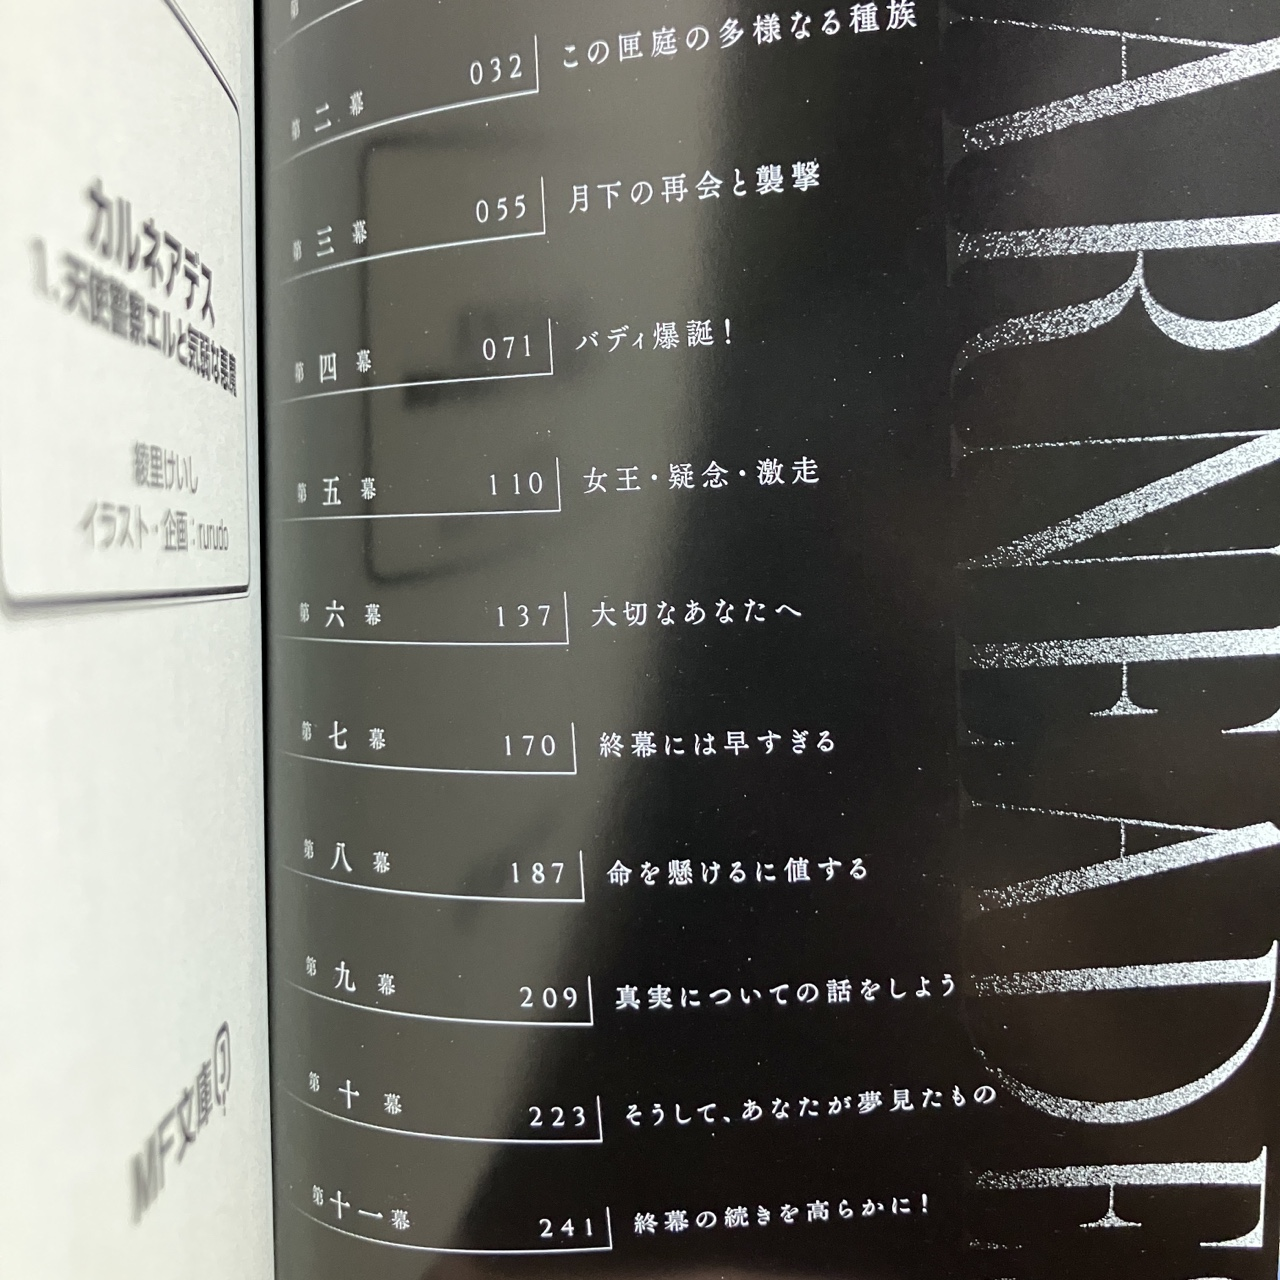 カルネアデス
1.天使警察エルと気弱な悪魔
綾里けいし
イラスト・企画:rurudo
MF文庫J
第
第二幕 032 この匣庭の多様なる種族
第三幕 055 月下の再会と襲撃
第四幕 071 バディ爆誕!
第五幕 110 女王・疑念・激走
第六幕 137 大切なあなたへ
第七幕 170 終幕には早すぎる
第八幕 187 命を懸けるに値する
第九幕 209 真実についての話をしよう
第十幕 223 そうして、あなたが夢見たもの
第十一幕 241 終幕の続きを高らかに!
ARNEADE